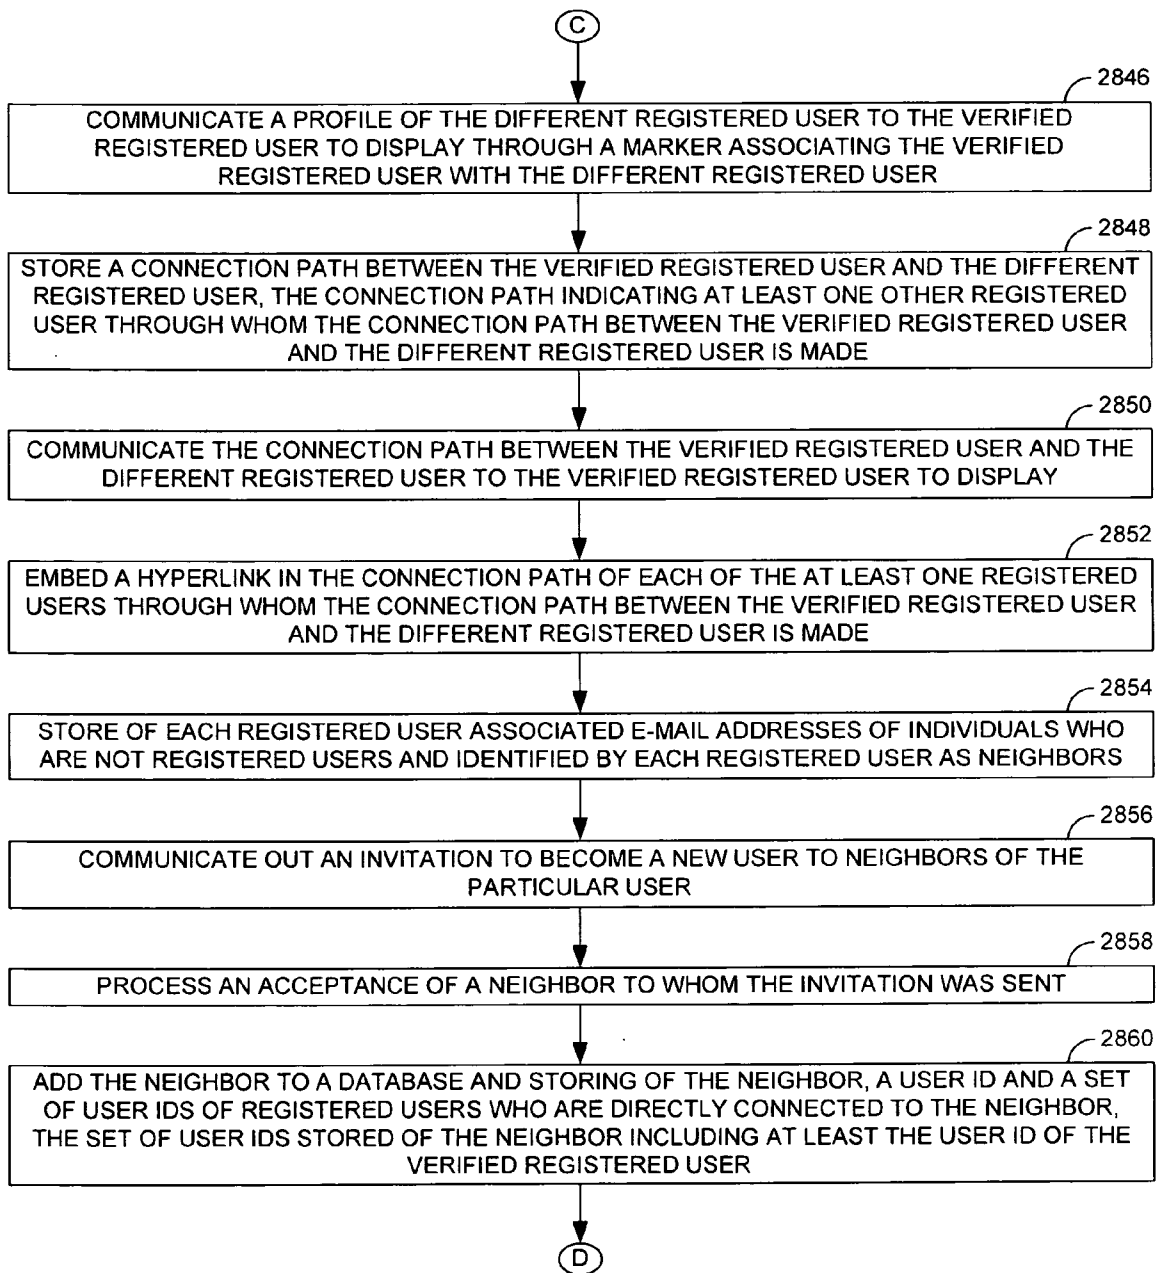 C
2846
COMMUNICATE A PROFILE OF THE DIFFERENT REGISTERED USER TO THE VERIFIED
REGISTERED USER TO DISPLAY THROUGH A MARKER ASSOCIATING THE VERIFIED
REGISTERED USER WITH THE DIFFERENT REGISTERED USER
2848
STORE A CONNECTION PATH BETWEEN THE VERIFIED REGISTERED USER AND THE DIFFERENT
REGISTERED USER, THE CONNECTION PATH INDICATING AT LEAST ONE OTHER REGISTERED
USER THROUGH WHOM THE CONNECTION PATH BETWEEN THE VERIFIED REGISTERED USER
AND THE DIFFERENT REGISTERED USER IS MADE
2850
COMMUNICATE THE CONNECTION PATH BETWEEN THE VERIFIED REGISTERED USER AND THE
DIFFERENT REGISTERED USER TO THE VERIFIED REGISTERED USER TO DISPLAY
2852
EMBED A HYPERLINK IN THE CONNECTION PATH OF EACH OF THE AT LEAST ONE REGISTERED
USERS THROUGH WHOM THE CONNECTION PATH BETWEEN THE VERIFIED REGISTERED USER
AND THE DIFFERENT REGISTERED USER IS MADE
2854
STORE OF EACH REGISTERED USER ASSOCIATED E-MAIL ADDRESSES OF INDIVIDUALS WHO
ARE NOT REGISTERED USERS AND IDENTIFIED BY EACH REGISTERED USER AS NEIGHBORS
2856
COMMUNICATE OUT AN INVITATION TO BECOME A NEW USER TO NEIGHBORS OF THE
PARTICULAR USER
2858
PROCESS AN ACCEPTANCE OF A NEIGHBOR TO WHOM THE INVITATION WAS SENT
2860
ADD THE NEIGHBOR TO A DATABASE AND STORING OF THE NEIGHBOR, A USER ID AND A SET
OF USER IDS OF REGISTERED USERS WHO ARE DIRECTLY CONNECTED TO THE NEIGHBOR,
THE SET OF USER IDS STORED OF THE NEIGHBOR INCLUDING AT LEAST THE USER ID OF THE
VERIFIED REGISTERED USER
D